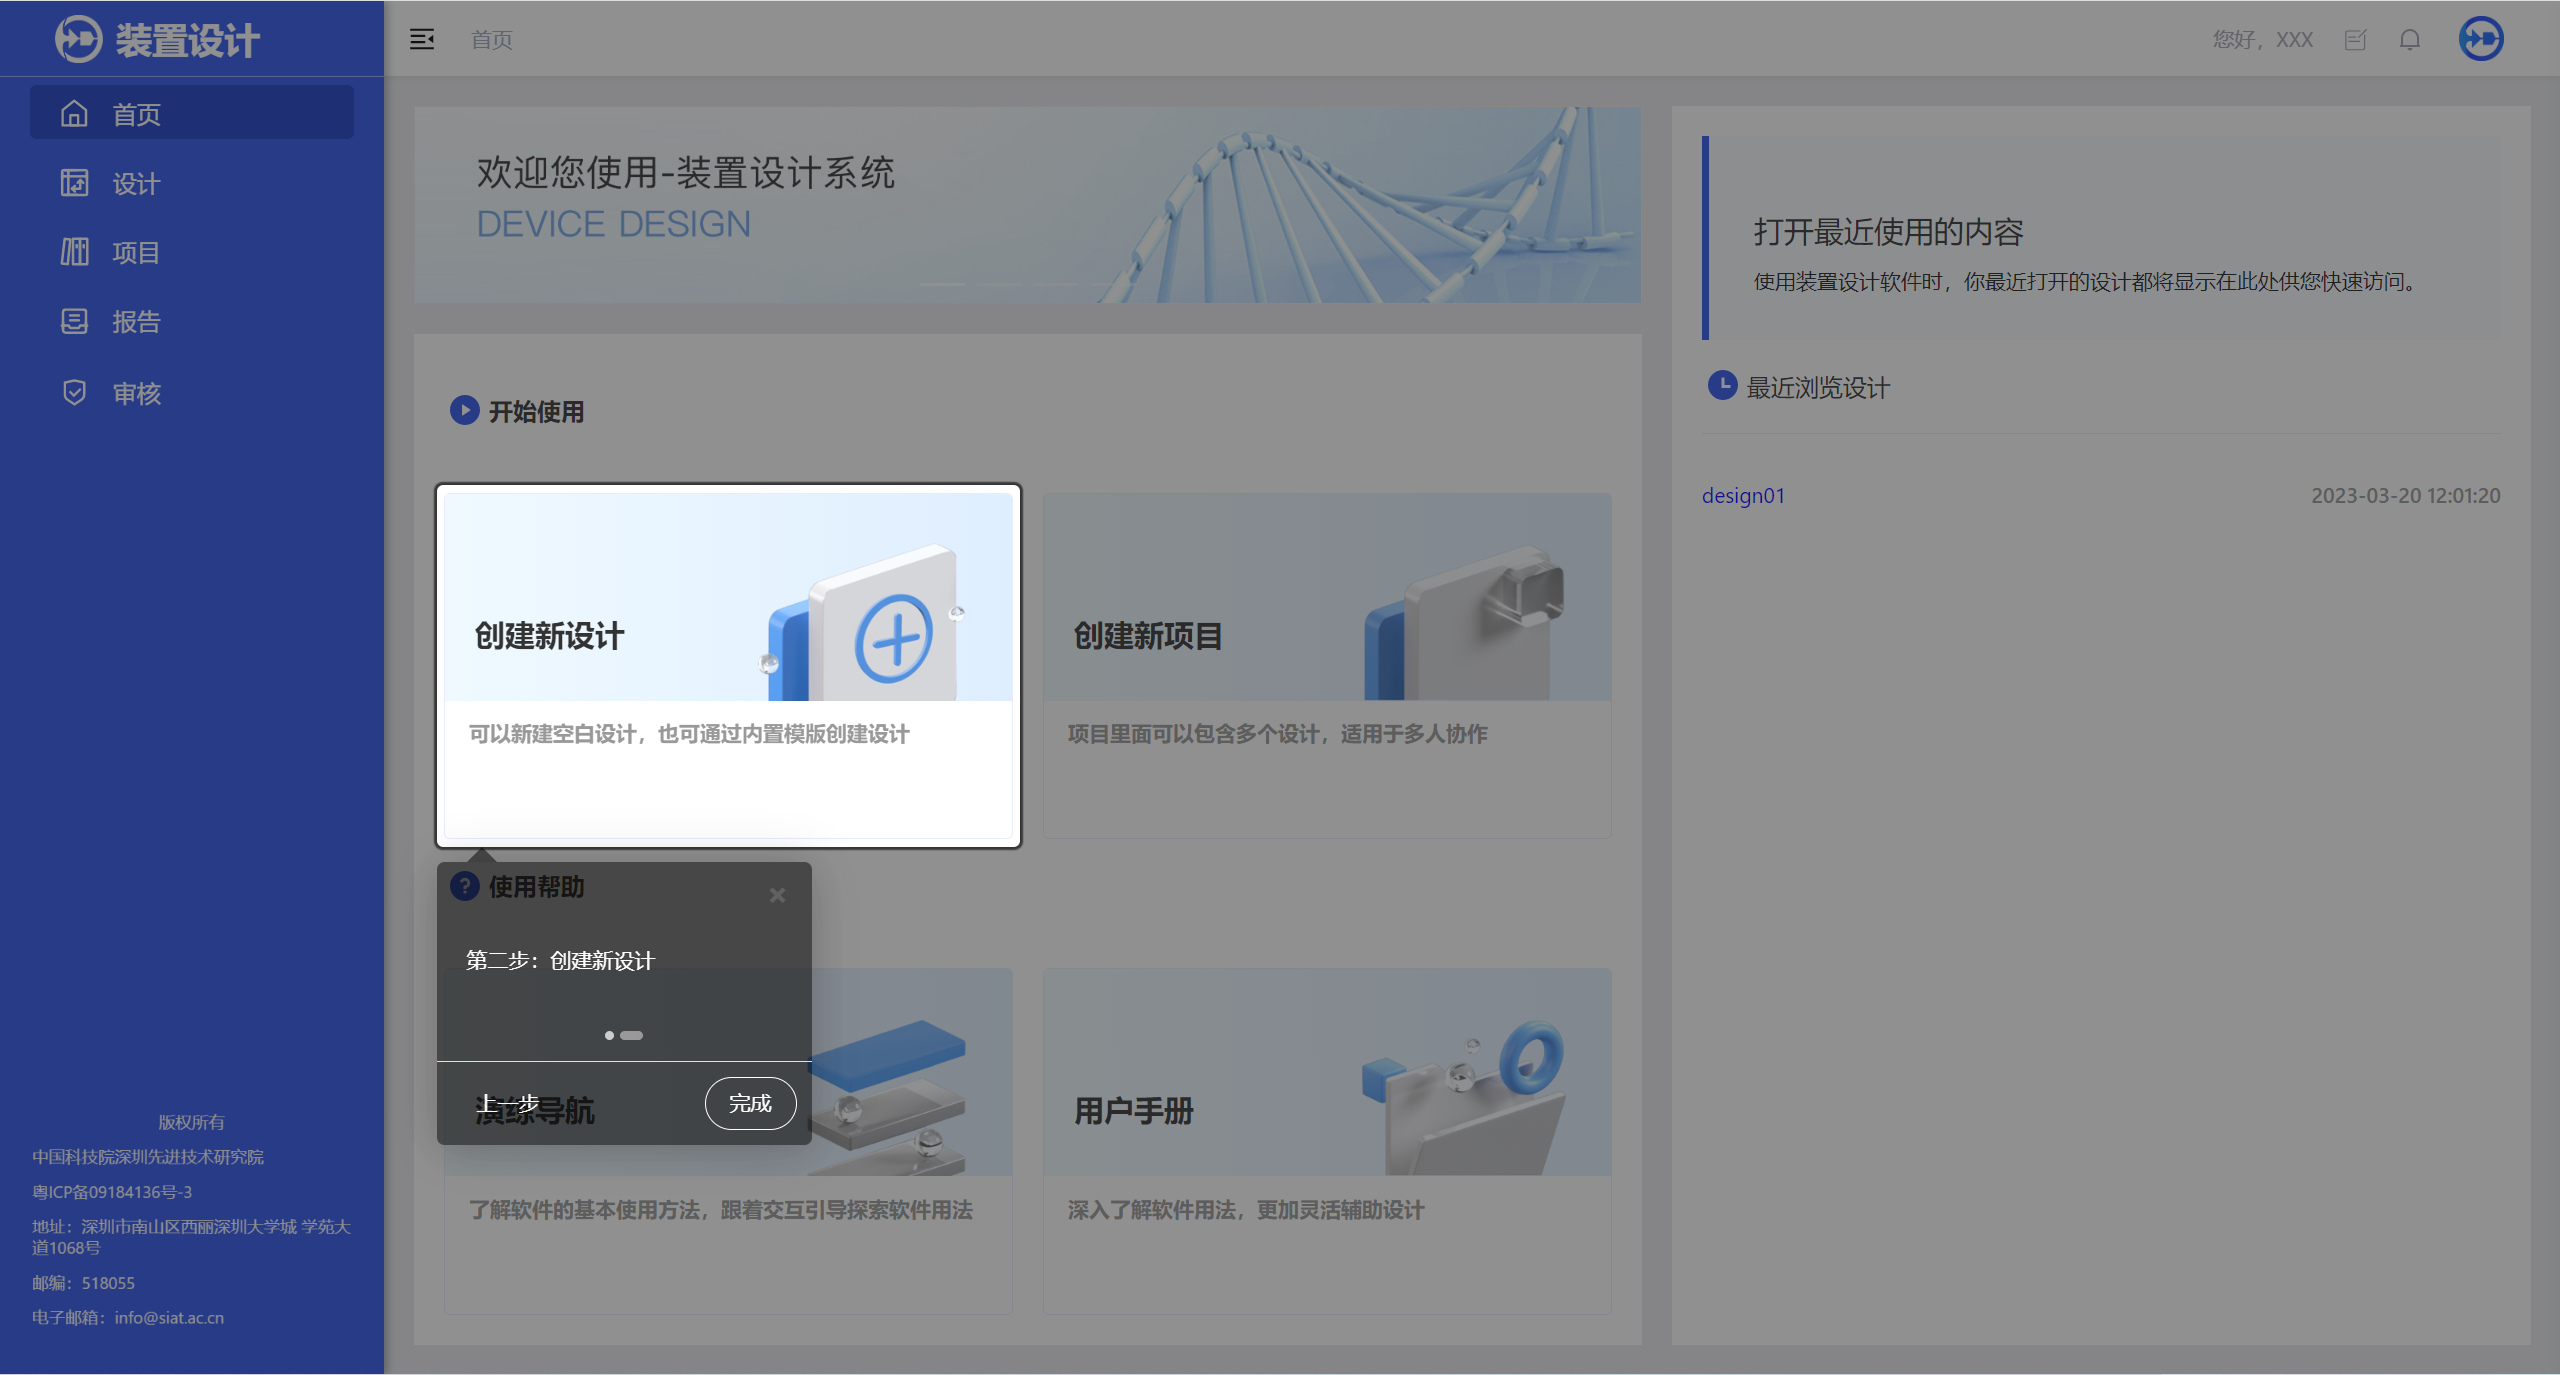 装置设计
首页
您好，XXX
首页
设计
项目
报告
审核
欢迎您使用-装置设计系统
DEVICE DESIGN
开始使用
创建新设计
可以新建空白设计，也可通过内置模版创建设计
创建新项目
项目里面可以包含多个设计，适用于多人协作
使用帮助
第二步：创建新设计
上一步
完成
演练导航
了解软件的基本使用方法，跟着交互引导探索软件用法
用户手册
深入了解软件用法，更加灵活辅助设计
打开最近使用的内容
使用装置设计软件时，你最近打开的设计都将显示在此处供您快速访问。
最近浏览设计
design01
2023-03-20 12:01:20
版权所有
中国科技院深圳先进技术研究院
粤ICP备09184136号-3
地址：深圳市南山区西丽深圳大学城 学苑大
道1068号
邮编：518055
电子邮箱：info@siat.ac.cn